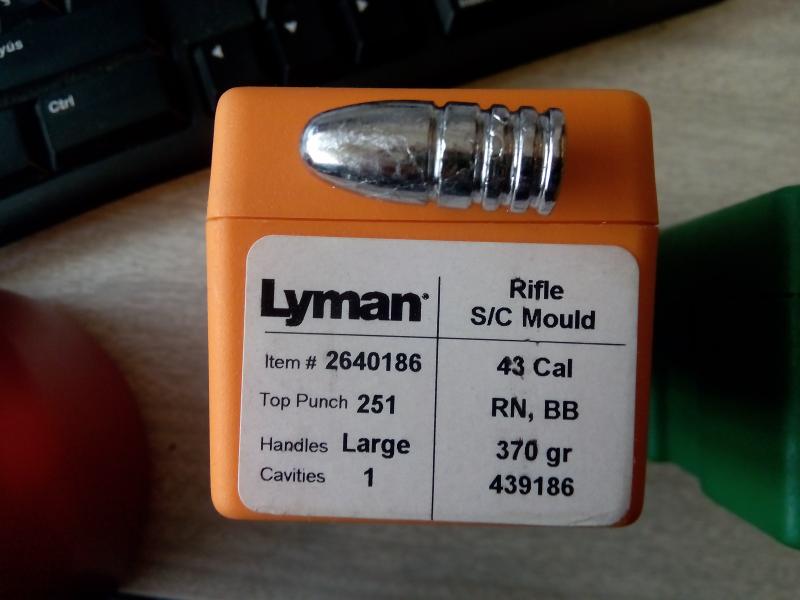 yús
Ctrl
Lyman
Rifle
S/C Mould
Item # 2640186
43 Cal
Top Punch 251
RN, BB
Handles Large
370 gr
Cavities 1
439186